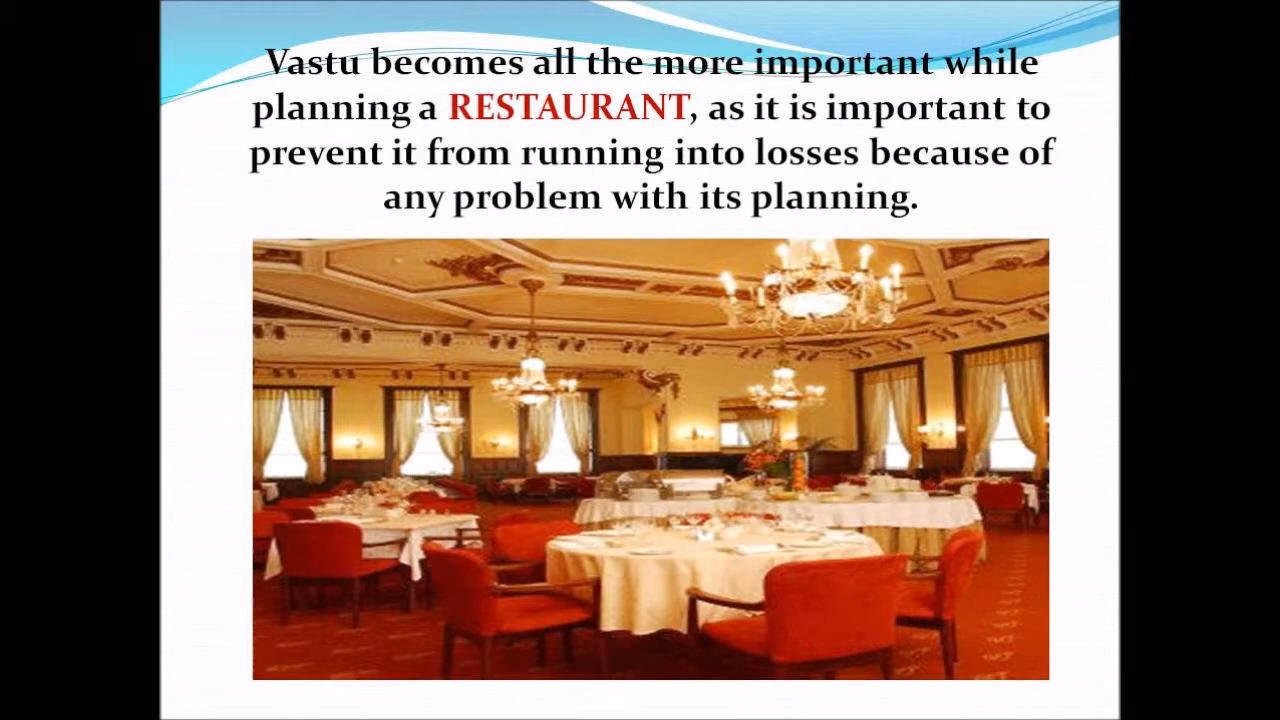 Vastu becomes all the more important while
planning a RESTAURANT, as it is important to
prevent it from running into losses because of
any problem with its planning.